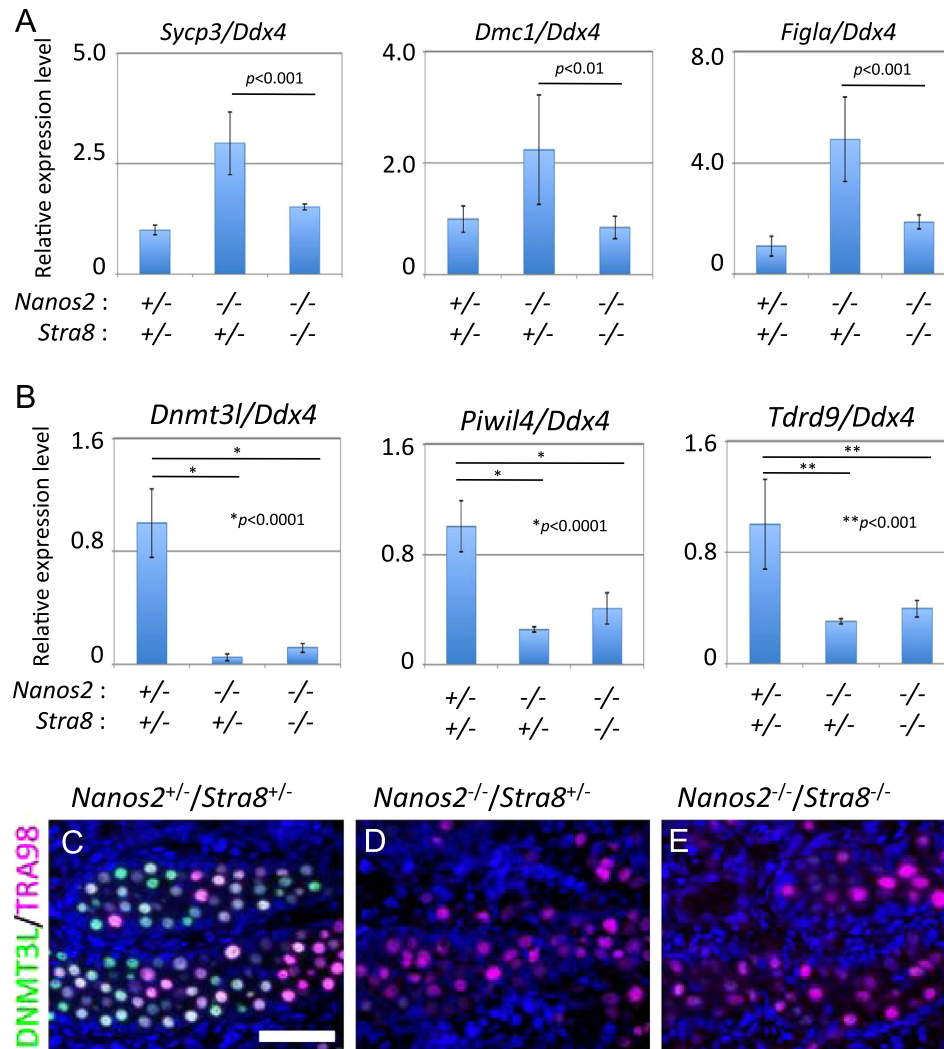 A
Sycp3/Ddx4
Dmc1/Ddx4
Figla/Ddx4
Relative expression level
5.0
2.5
0
p<0.001
4.0
2.0
0
p<0.01
8.0
4.0
0
p<0.001
Nanos2 : +/- -/- -/- +/- -/- -/- +/- -/- -/-
Stra8 : +/- +/- -/- +/- +/- -/- +/- +/- -/-
B
Dnmt3l/Ddx4
Piwil4/Ddx4
Tdrd9/Ddx4
Relative expression level
1.6
0.8
0
*
*
*p<0.0001
1.6
0.8
0
*
*
*p<0.0001
1.6
0.8
0
**
**
**p<0.001
Nanos2 : +/- -/- -/- +/- -/- -/- +/- -/- -/-
Stra8 : +/- +/- -/- +/- +/- -/- +/- +/- -/-
Nanos2+/-/Stra8+/-
Nanos2-/-/Stra8+/-
Nanos2-/-/Stra8-/-
DNMT3L/TRA98
C
D
E